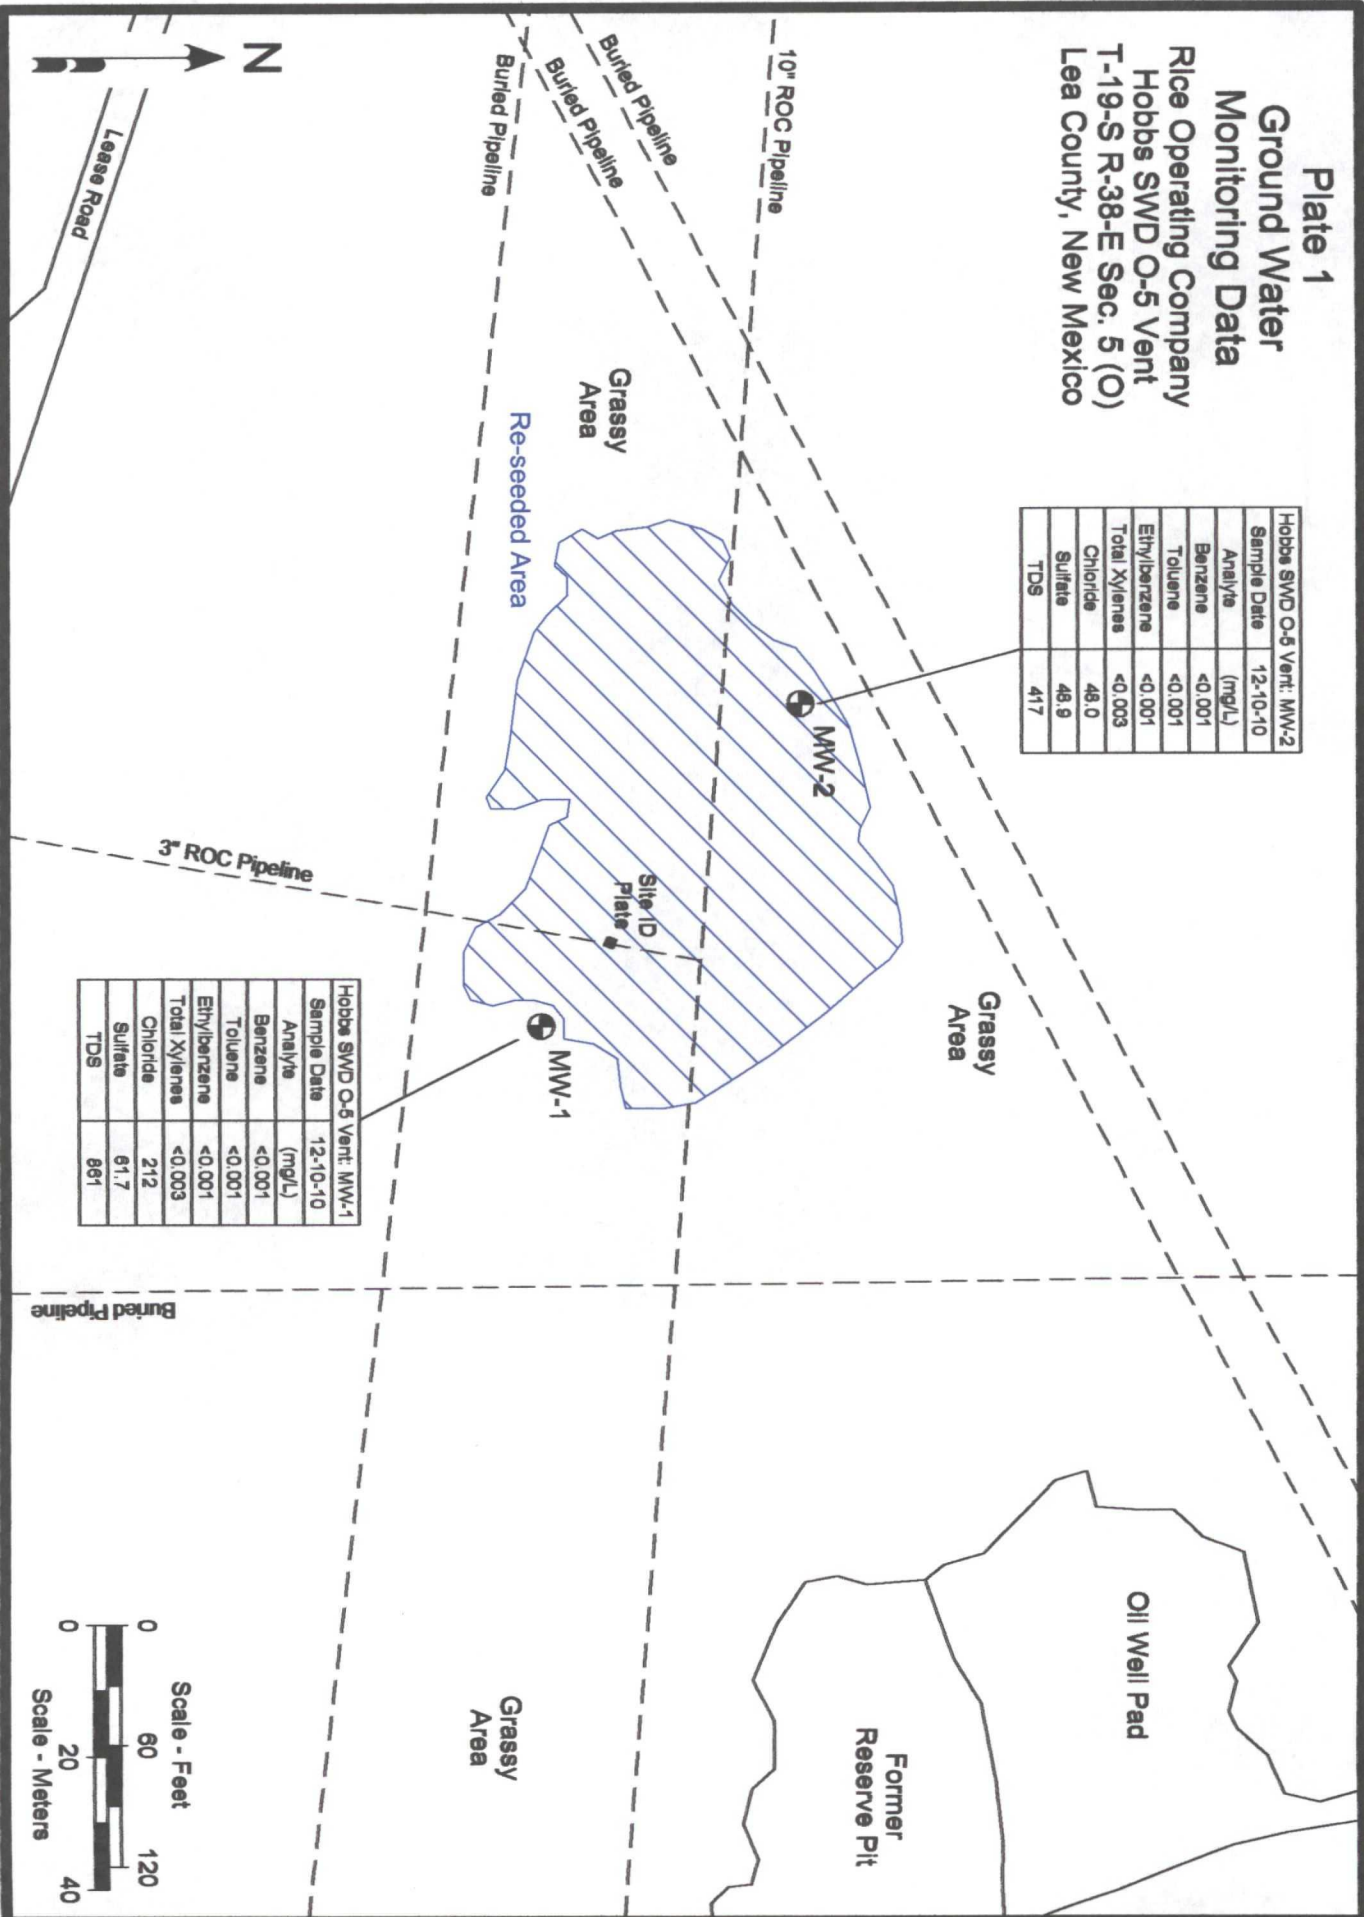 Plate 1
Ground Water
Monitoring Data
Rice Operating Company
Hobbs SWD O-5 Vent
T-19-S R-38-E Sec. 5 (O)
Lea County, New Mexico
Hobbs SWD O-5 Vent: MW-2
Sample Date 12-10-10
Analyte (mg/L)
Benzene <0.001
Toluene <0.001
Ethylbenzene <0.001
Total Xylenes <0.003
Chloride 48.0
Sulfate 48.9
TDS 417
Oil Well Pad
Former
Reserve Pit
10" ROC Pipeline
Buried Pipeline
Buried Pipeline
Buried Pipeline
Grassy
Area
Grassy
Area
MW-2
Re-seeded Area
Site ID
Plate
MW-1
Grassy
Area
3" ROC Pipeline
Hobbs SWD O-5 Vent: MW-1
Sample Date 12-10-10
Analyte (mg/L)
Benzene <0.001
Toluene <0.001
Ethylbenzene <0.001
Total Xylenes <0.003
Chloride 212
Sulfate 61.7
TDS 861
N
Lease Road
Buried Pipeline
Scale - Feet
0 60 120
0 20 40
Scale - Meters